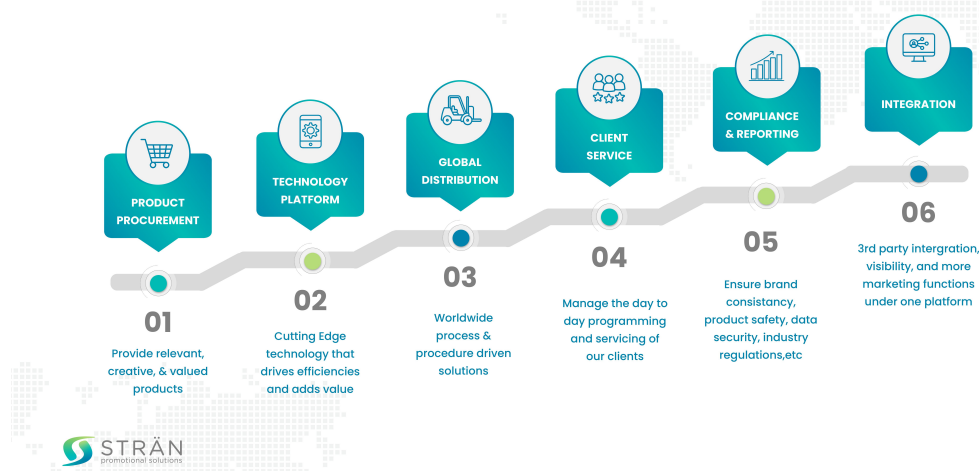 PRODUCT
PROCUREMENT
01
Provide relevant,
creative, & valued
products
TECHNOLOGY
PLATFORM
02
Cutting Edge
technology that
drives efficiencies
and adds value
GLOBAL
DISTRIBUTION
03
Worldwide
process &
procedure driven
solutions
CLIENT
SERVICE
04
Manage the day to
day programming
and servicing of
our clients
COMPLIANCE
& REPORTING
05
Ensure brand
consistancy,
product safety, data
security, industry
regulations,etc
INTEGRATION
06
3rd party intergration,
visibility, and more
marketing functions
under one platform
STRÄN
promotional solutions